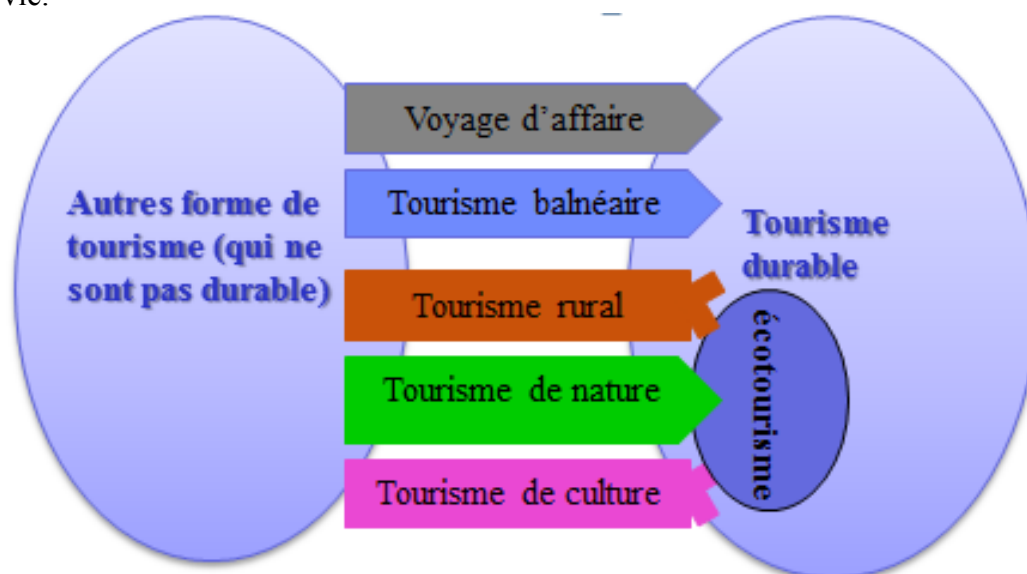 vie.
Voyage d'affaire
Autres forme de
tourisme (qui ne
sont pas durable)
Tourisme balnéaire
Tourisme
durable
Tourisme rural
écotourisme
Tourisme de nature
Tourisme de culture